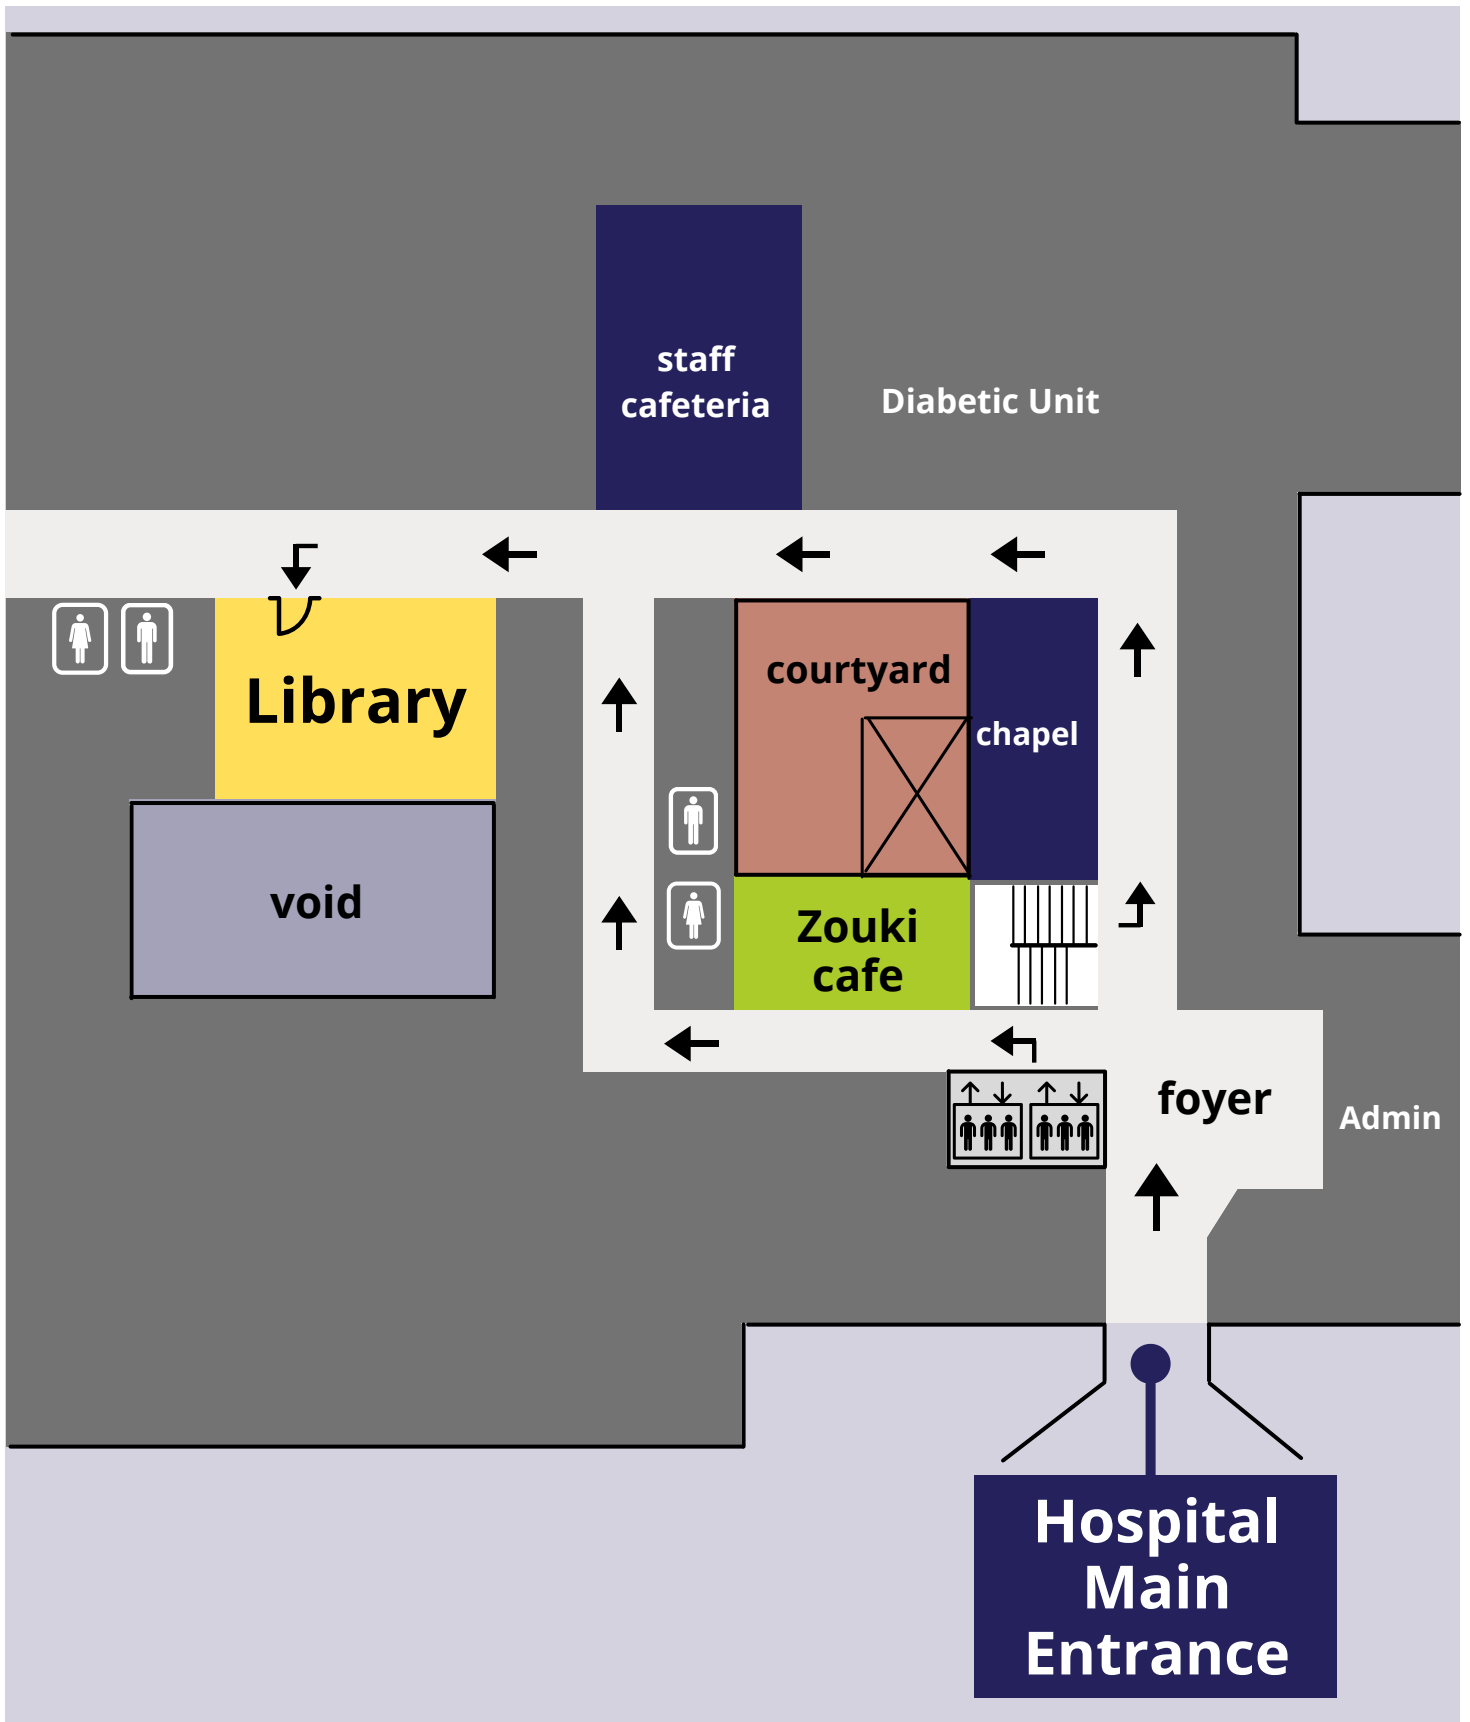 staff
cafeteria
Diabetic Unit
Library
courtyard
chapel
void
Zouki
cafe
foyer
Admin
Hospital
Main
Entrance